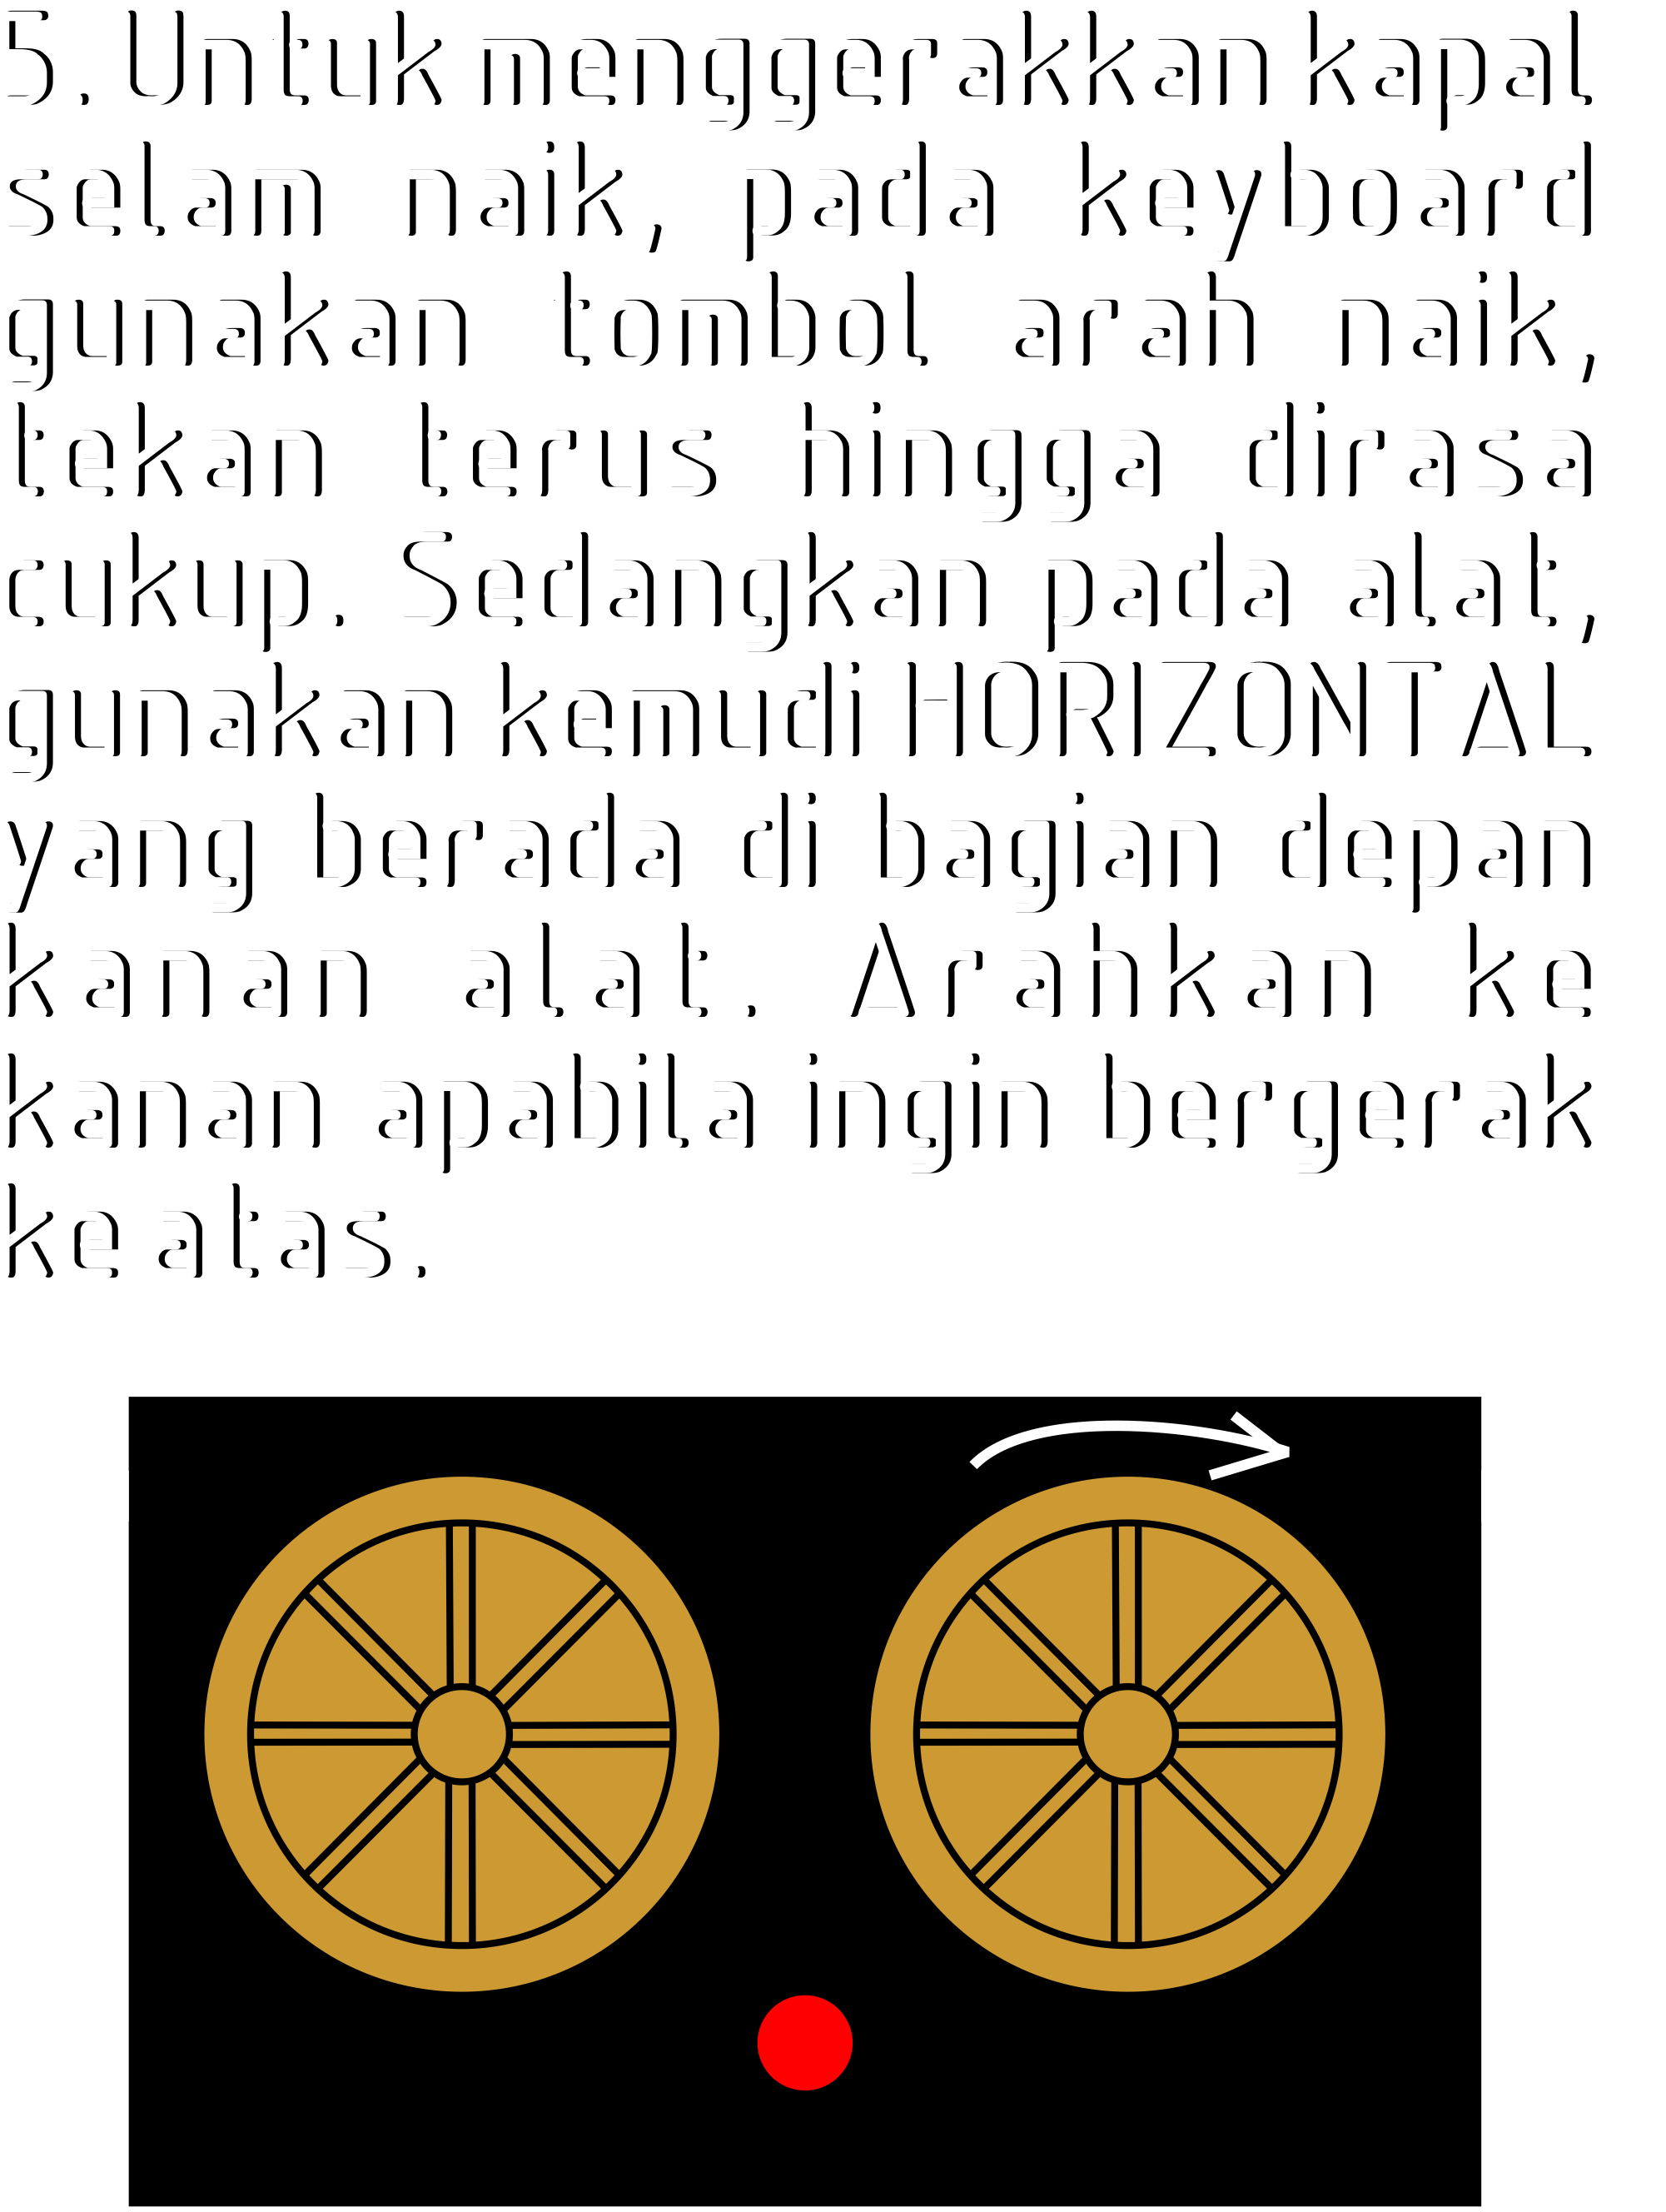 5. Untuk menggerakkan kapal
selam naik, pada keyboard
gunakan tombol arah naik,
tekan terus hingga dirasa
cukup. Sedangkan pada alat,
gunakan kemudi HORIZONTAL
yang berada di bagian depan
kanan alat. Arahkan ke
kanan apabila ingin bergerak
ke atas.